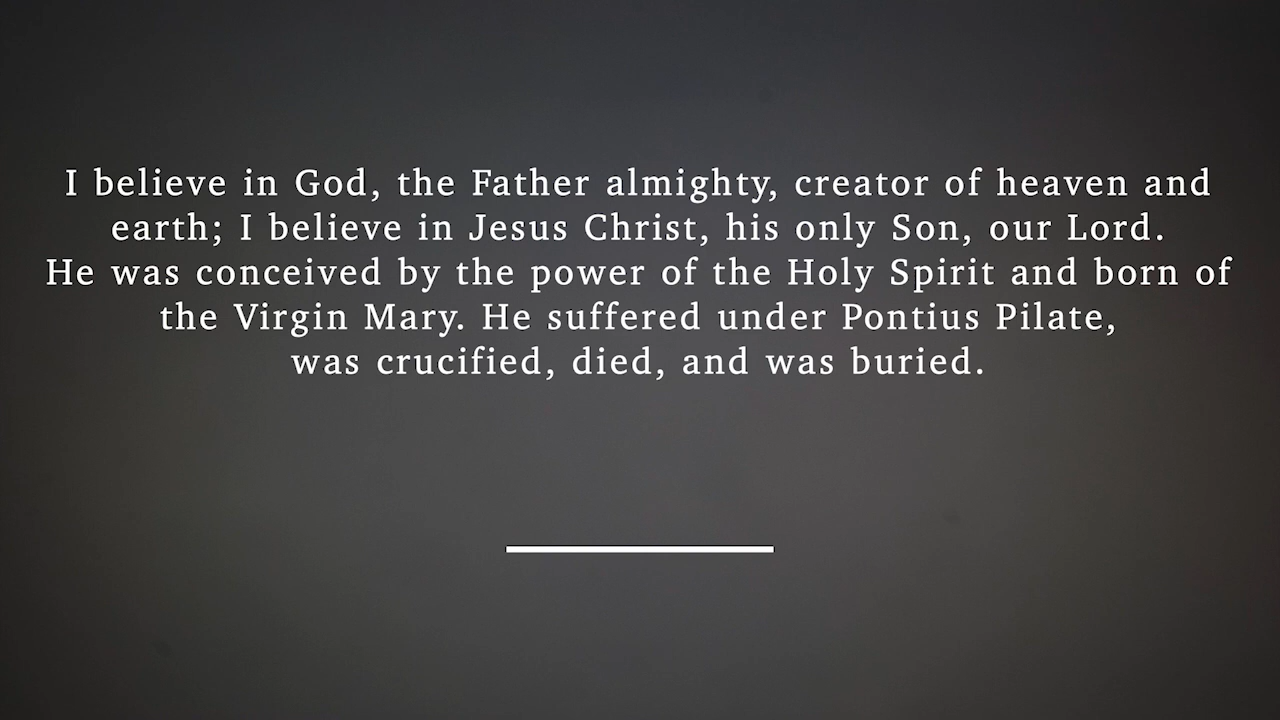 I believe in God, the Father almighty, creator of heaven and
earth; I believe in Jesus Christ, his only Son, our Lord.
He was conceived by the power of the Holy Spirit and born of
the Virgin Mary. He suffered under Pontius Pilate,
was crucified, died, and was buried.